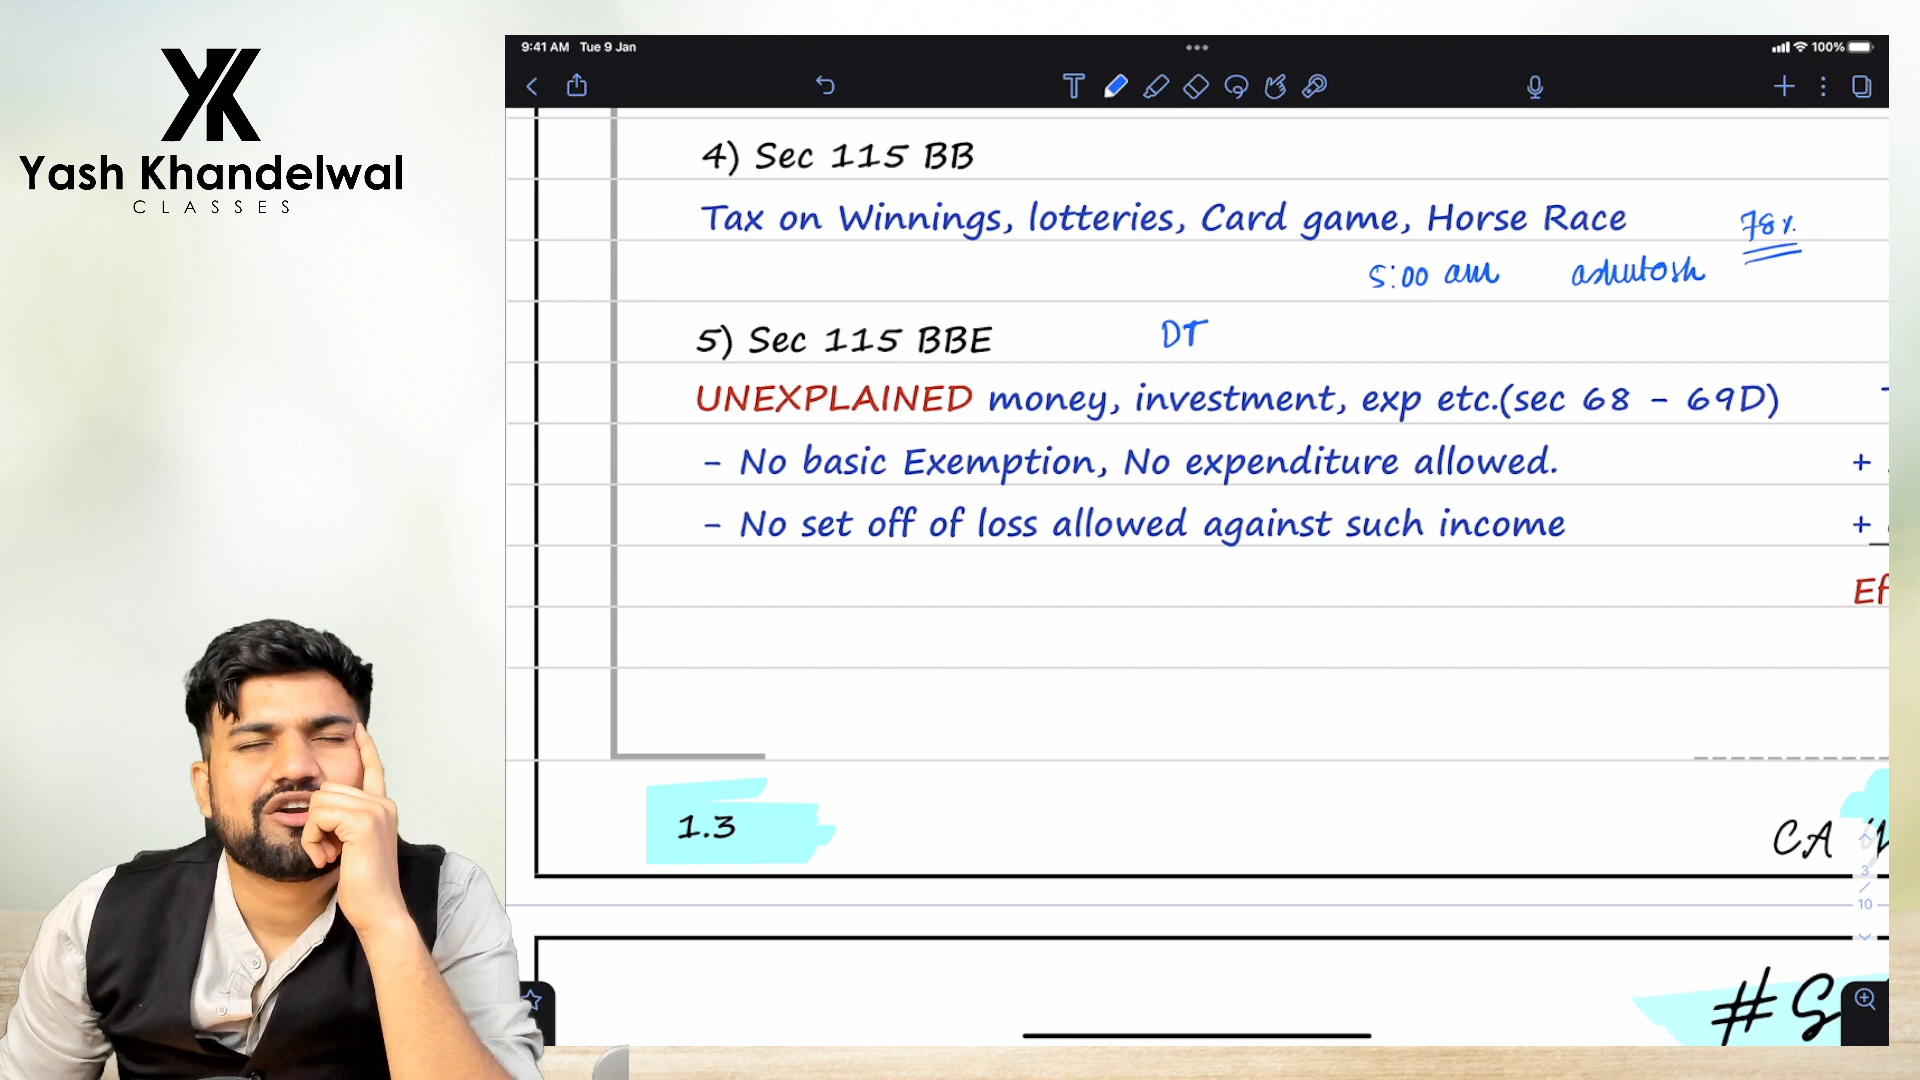 Yash Khandelwal
CLASSES
9:41 AM Tue 9 Jan
100%
4) Sec 115 BB
Tax on Winnings, lotteries, Card game, Horse Race
78%
5:00 am ashutosh
5) Sec 115 BBE
DT
UNEXPLAINED money, investment, exp etc.(sec 68 - 69D)
- No basic Exemption, No expenditure allowed.
+
- No set off of loss allowed against such income
+
Ef
1.3
CA
3
/
10
#S